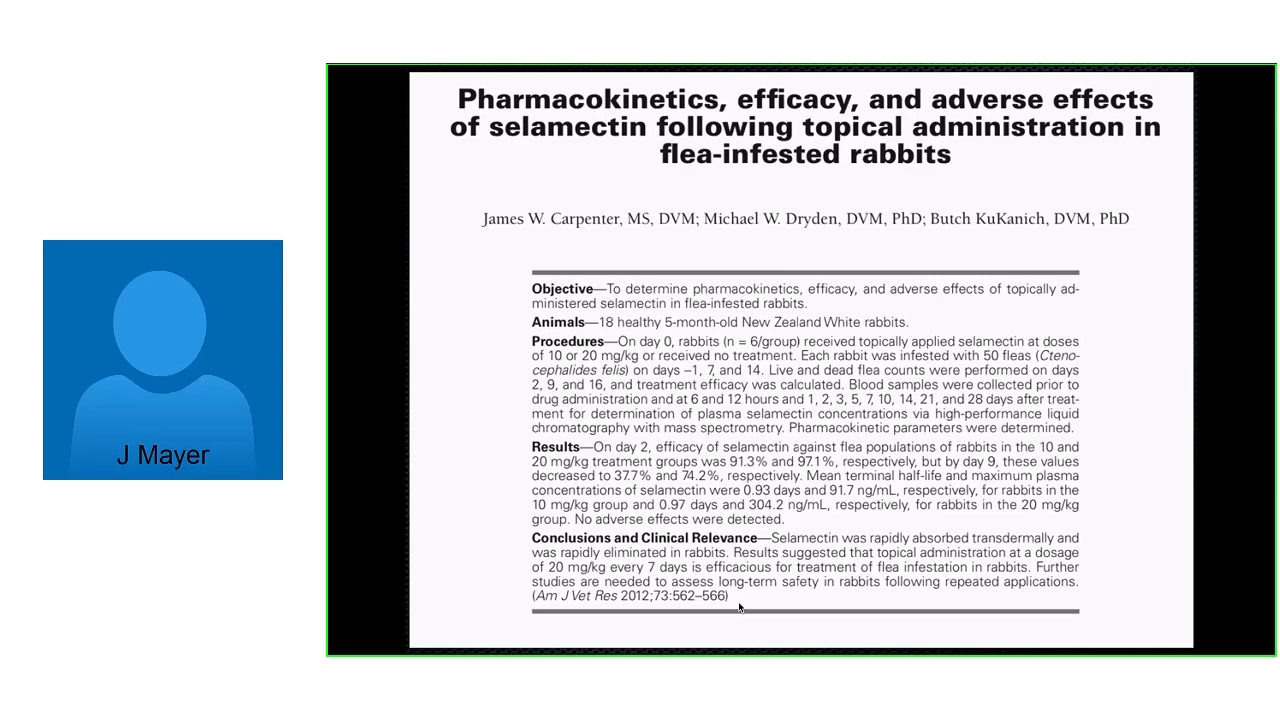 Pharmacokinetics, efficacy, and adverse effects
of selamectin following topical administration in
flea-infested rabbits
James W. Carpenter, MS, DVM; Michael W. Dryden, DVM, PhD; Butch KuKanich, DVM, PhD
Objective—To determine pharmacokinetics, efficacy, and adverse effects of topically ad-
ministered selamectin in flea-infested rabbits.
Animals—18 healthy 5-month-old New Zealand White rabbits.
Procedures—On day 0, rabbits (n = 6/group) received topically applied selamectin at doses
of 10 or 20 mg/kg or received no treatment. Each rabbit was infested with 50 fleas (Cteno-
cephalides felis) on days –1, 7, and 14. Live and dead flea counts were performed on days
2, 9, and 16, and treatment efficacy was calculated. Blood samples were collected prior to
drug administration and at 6 and 12 hours and 1, 2, 3, 5, 7, 10, 14, 21, and 28 days after treat-
ment for determination of plasma selamectin concentrations via high-performance liquid
chromatography with mass spectrometry. Pharmacokinetic parameters were determined.
Results—On day 2, efficacy of selamectin against flea populations of rabbits in the 10 and
20 mg/kg treatment groups was 91.3% and 97.1%, respectively, but by day 9, these values
decreased to 37.7% and 74.2%, respectively. Mean terminal half-life and maximum plasma
concentrations of selamectin were 0.93 days and 91.7 ng/mL, respectively, for rabbits in the
10 mg/kg group and 0.97 days and 304.2 ng/mL, respectively, for rabbits in the 20 mg/kg
group. No adverse effects were detected.
Conclusions and Clinical Relevance—Selamectin was rapidly absorbed transdermally and
was rapidly eliminated in rabbits. Results suggested that topical administration at a dosage
of 20 mg/kg every 7 days is efficacious for treatment of flea infestation in rabbits. Further
studies are needed to assess long-term safety in rabbits following repeated applications.
(Am J Vet Res 2012;73:562–566)
J Mayer